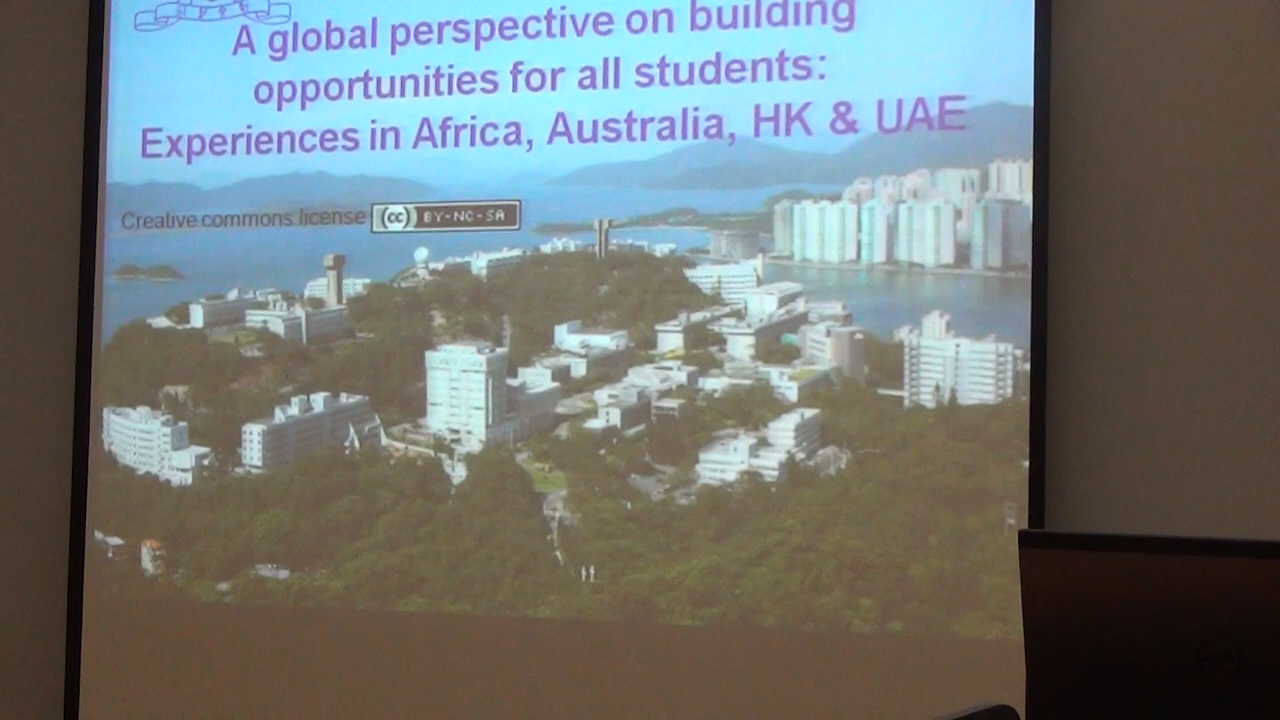 A global perspective on building
opportunities for all students:
Experiences in Africa, Australia, HK & UAE
Creative commons license (cc) BY-NC-SA